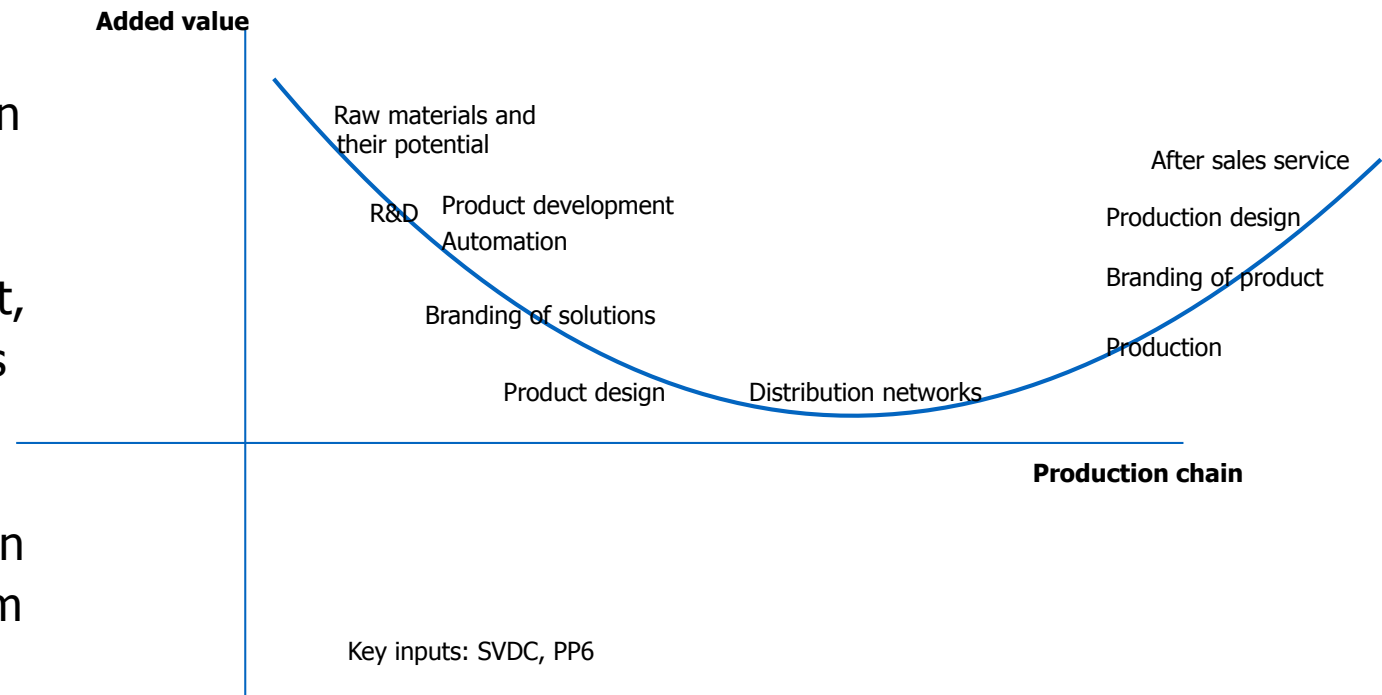 Added value
n
Raw materials and
their potential
After sales service
R&D
Product development
Production design
Automation
Branding of product
t,
Branding of solutions
s
Production
Product design
Distribution networks
Production chain
n
m
Key inputs: SVDC, PP6